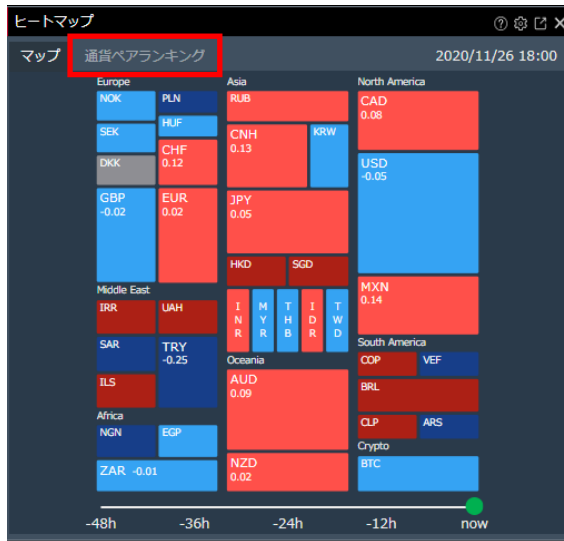 ヒートマップ
マップ 通貨ペアランキング 2020/11/26 18:00
Europe
NOK
PLN
SEK
HUF
DKK
CHF
0.12
GBP
-0.02
EUR
0.02
Middle East
IRR
UAH
SAR
TRY
-0.25
ILS
Africa
NGN
EGP
ZAR -0.01
Asia
RUB
CNH
0.13
KRW
JPY
0.05
HKD
SGD
INR
MYR
THB
IDR
TWD
Oceania
AUD
0.09
NZD
0.02
North America
CAD
0.08
USD
-0.05
MXN
0.14
South America
COP
VEF
BRL
CLP
ARS
Crypto
BTC
-48h -36h -24h -12h now